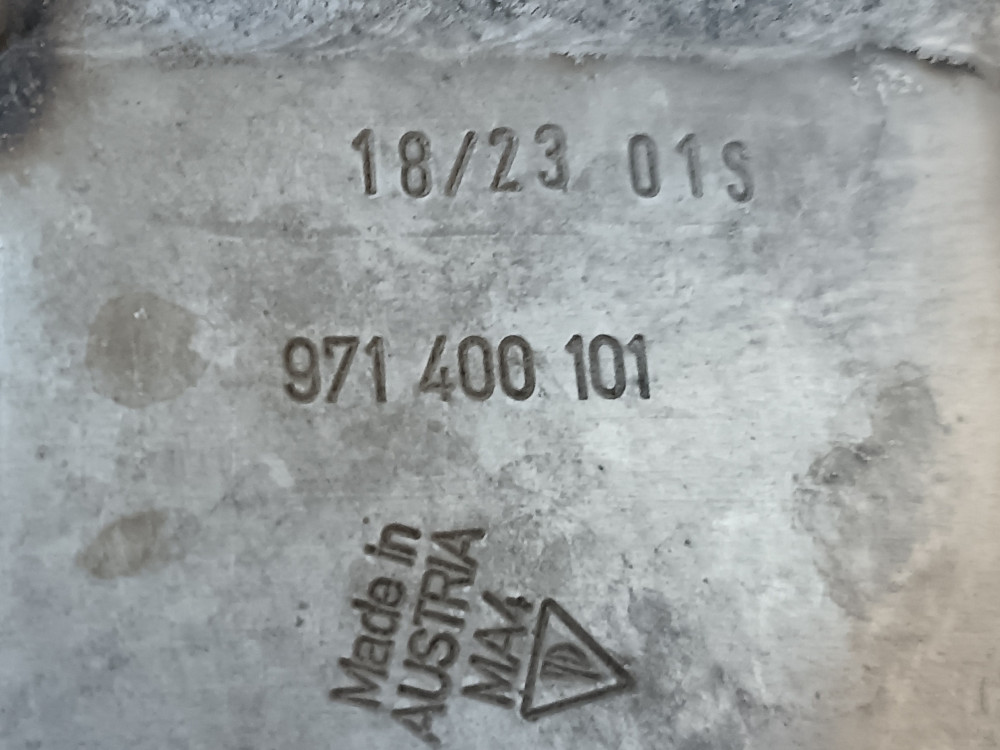 18/23 01S
971 400 101
Made in
AUSTRIA
MA4